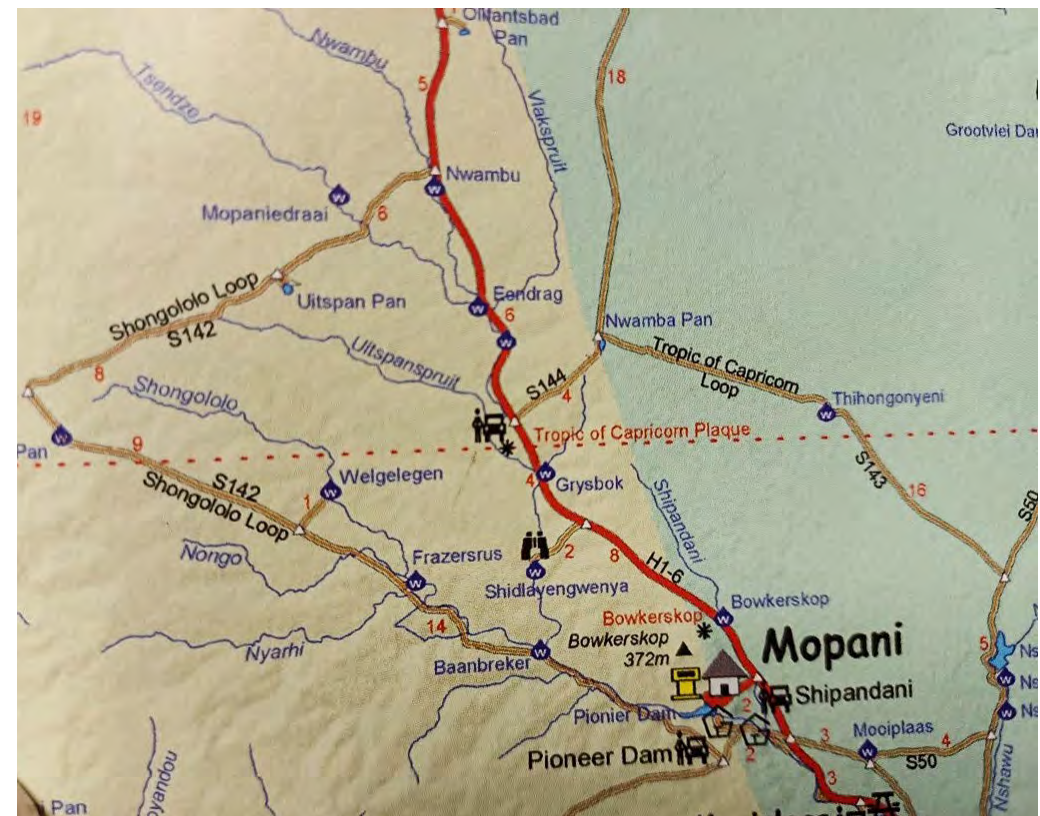 Olifantsbad
Pan
Nwambu
5
18
Tsendze
Vlakspruit
19
Grootvlei
Nwambu
Mopaniedraai
6
Shongololo Loop
S142
Uitspan Pan
Eendrag
6
Nwamba Pan
Uitspanspruit
Tropic of Capricorn
Loop
8
Shongololo
S144
4
Thihongonyeni
Pan
9
Tropic of Capricorn Plaque
S142
Shongololo Loop
Welgelegen
1
4
Grysbok
S143
16
S50
Shipandani
Nongo
Frazersrus
2
8
H1-6
Shidlayengwenya
Bowkerskop
Bowkerskop
14
Nyarhi
Baanbreker
Bowkerskop
372m
Mopani
5
Shipandani
2
Pionier Dam
Pioneer Dam
2
3
Mooiplaas
4
S50
3
Nshawu
Pan